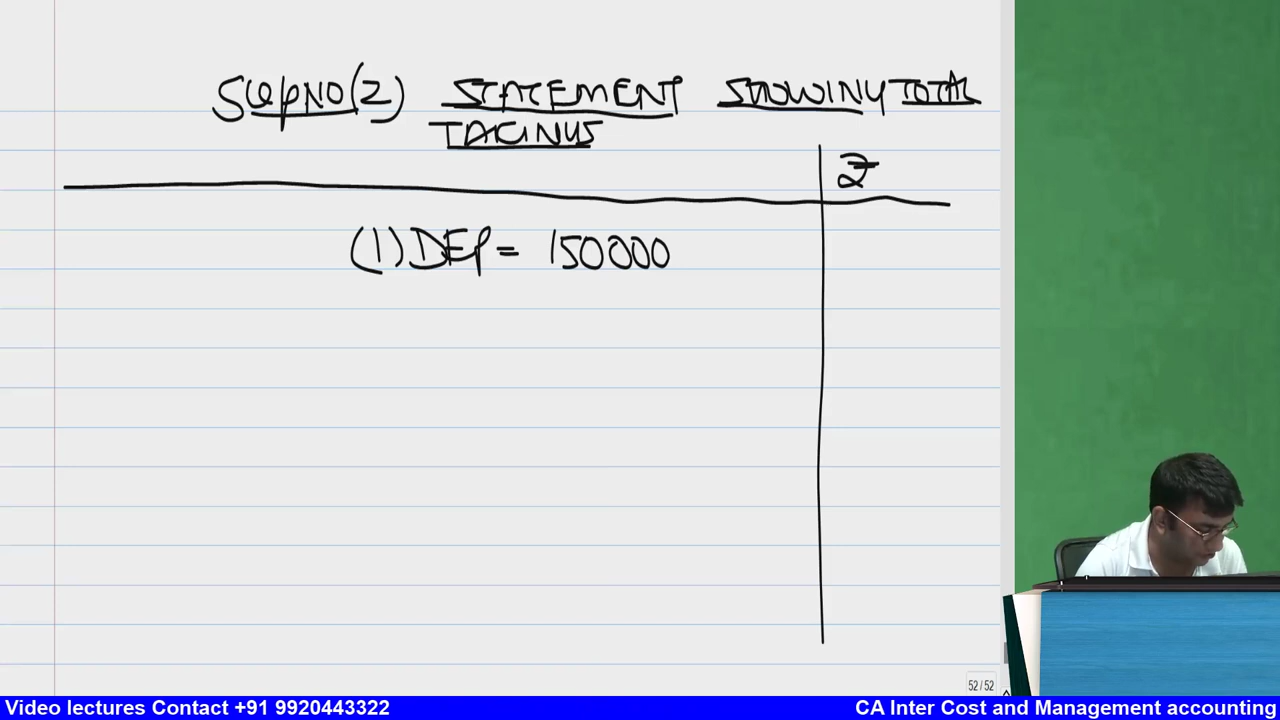 STEP NO (2) STATEMENT SHOWING TOTAL
TAKINGS
₹
(1) DEP = 150000
52/52
Video lectures Contact +91 9920443322
CA Inter Cost and Management accounting